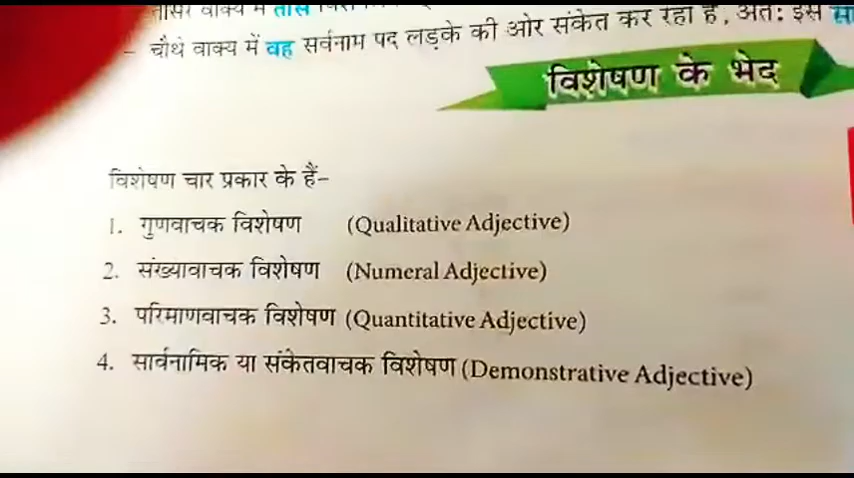 वाक्य में तीस
- चौथे वाक्य में वह सर्वनाम पद लड़के की ओर संकेत कर रहा है, अतः इसे
विशेषण के भेद
विशेषण चार प्रकार के हैं-
1. गुणवाचक विशेषण (Qualitative Adjective)
2. संख्यावाचक विशेषण (Numeral Adjective)
3. परिमाणवाचक विशेषण (Quantitative Adjective)
4. सार्वनामिक या संकेतवाचक विशेषण (Demonstrative Adjective)